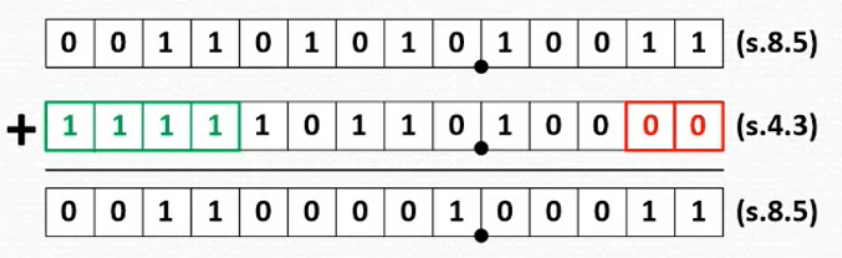 0 0 1 1 0 1 0 1 0 1 0 0 1 1 (s.8.5)
+ 1 1 1 1 1 0 1 1 0 1 0 0 0 0 (s.4.3)
0 0 1 1 0 0 0 1 0 0 0 1 1 (s.8.5)